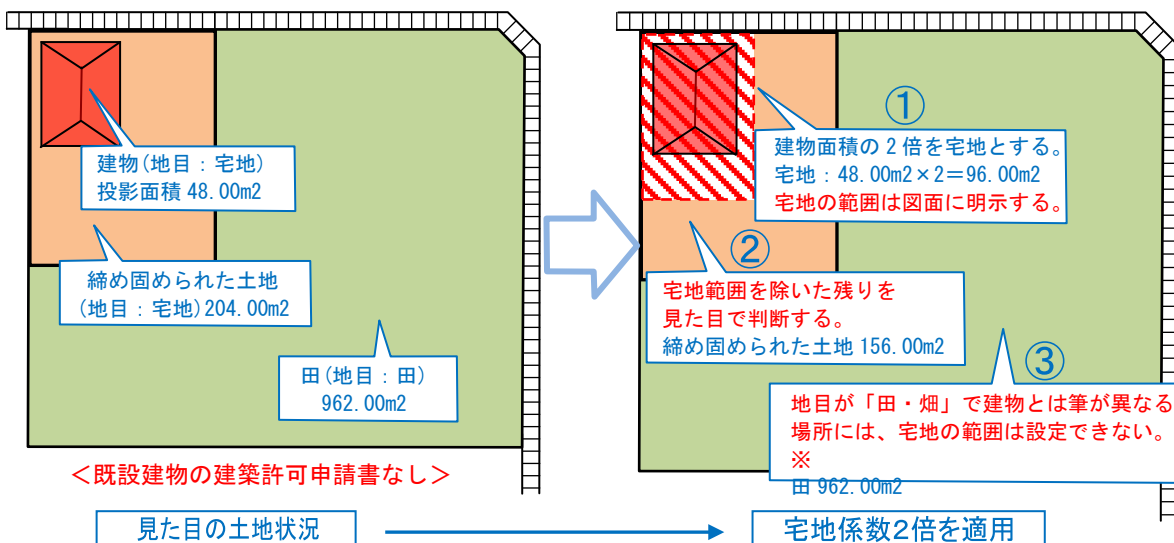 建物(地目：宅地)
投影面積 48.00m2
締め固められた土地
(地目：宅地)204.00m2
田(地目：田)
962.00m2
＜既設建物の建築許可申請書なし＞
見た目の土地状況
①
建物面積の２倍を宅地とする。
宅地：48.00m2×2＝96.00m2
宅地の範囲は図面に明示する。
②
宅地範囲を除いた残りを
見た目で判断する。
締め固められた土地 156.00m2
③
地目が「田・畑」で建物とは筆が異なる
場所には、宅地の範囲は設定できない。
※
田 962.00m2
宅地係数２倍を適用